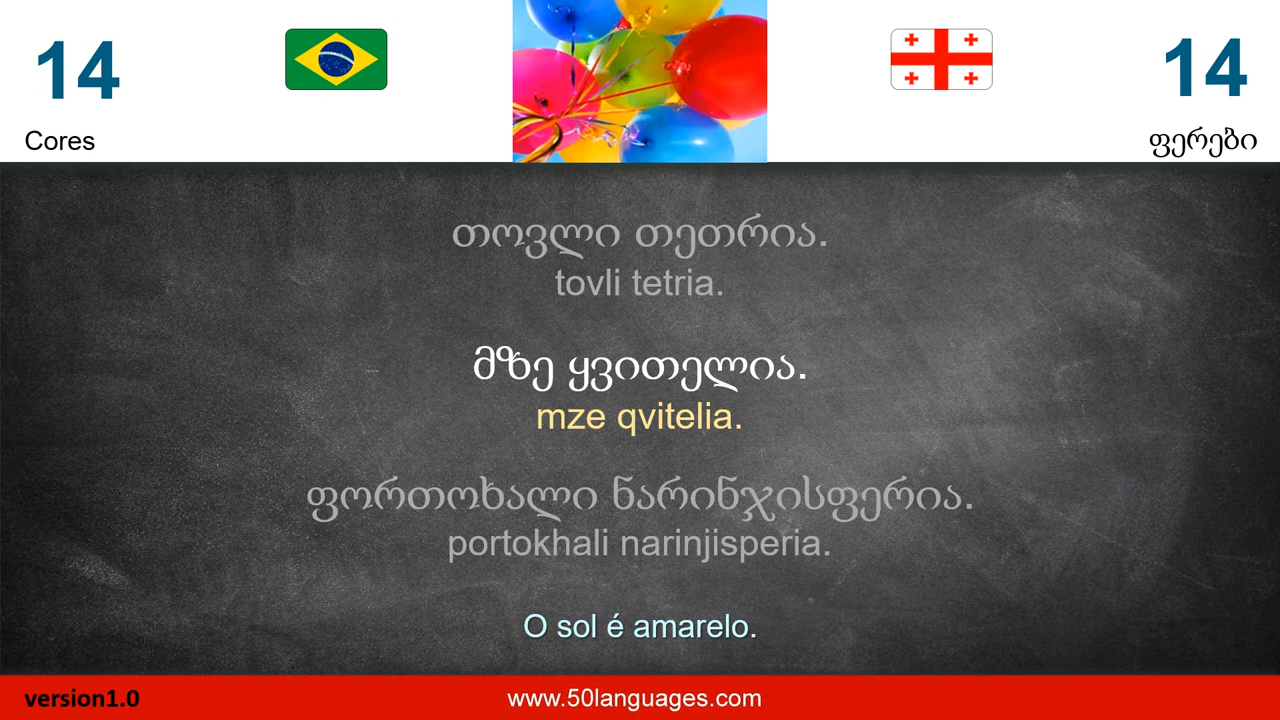 14
14
Cores
ფერები
თოვლი თეთრია.
tovli tetria.
მზე ყვითელია.
mze qvitelia.
ფორთოხალი ნარინჯისფერია.
portokhali narinjisperia.
O sol é amarelo.
version1.0
www.50languages.com